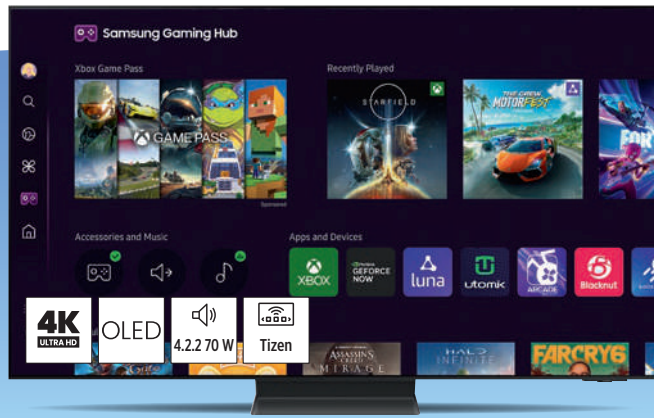 Samsung Gaming Hub
Xbox Game Pass
Recently Played
GAME PASS
STARFIELD
THE CREW
MOTORFEST
FOR
Sponsored
Accessories and Music
Apps and Devices
XBOX
NVIDIA
GEFORCE
NOW
luna
utomik
ARCADE
Blacknut
4K
ULTRA HD
OLED
4.2.2 70 W
Tizen
ASSASSIN'S
CREED
MIRAGE
HALO
INFINITE
FARCRY6